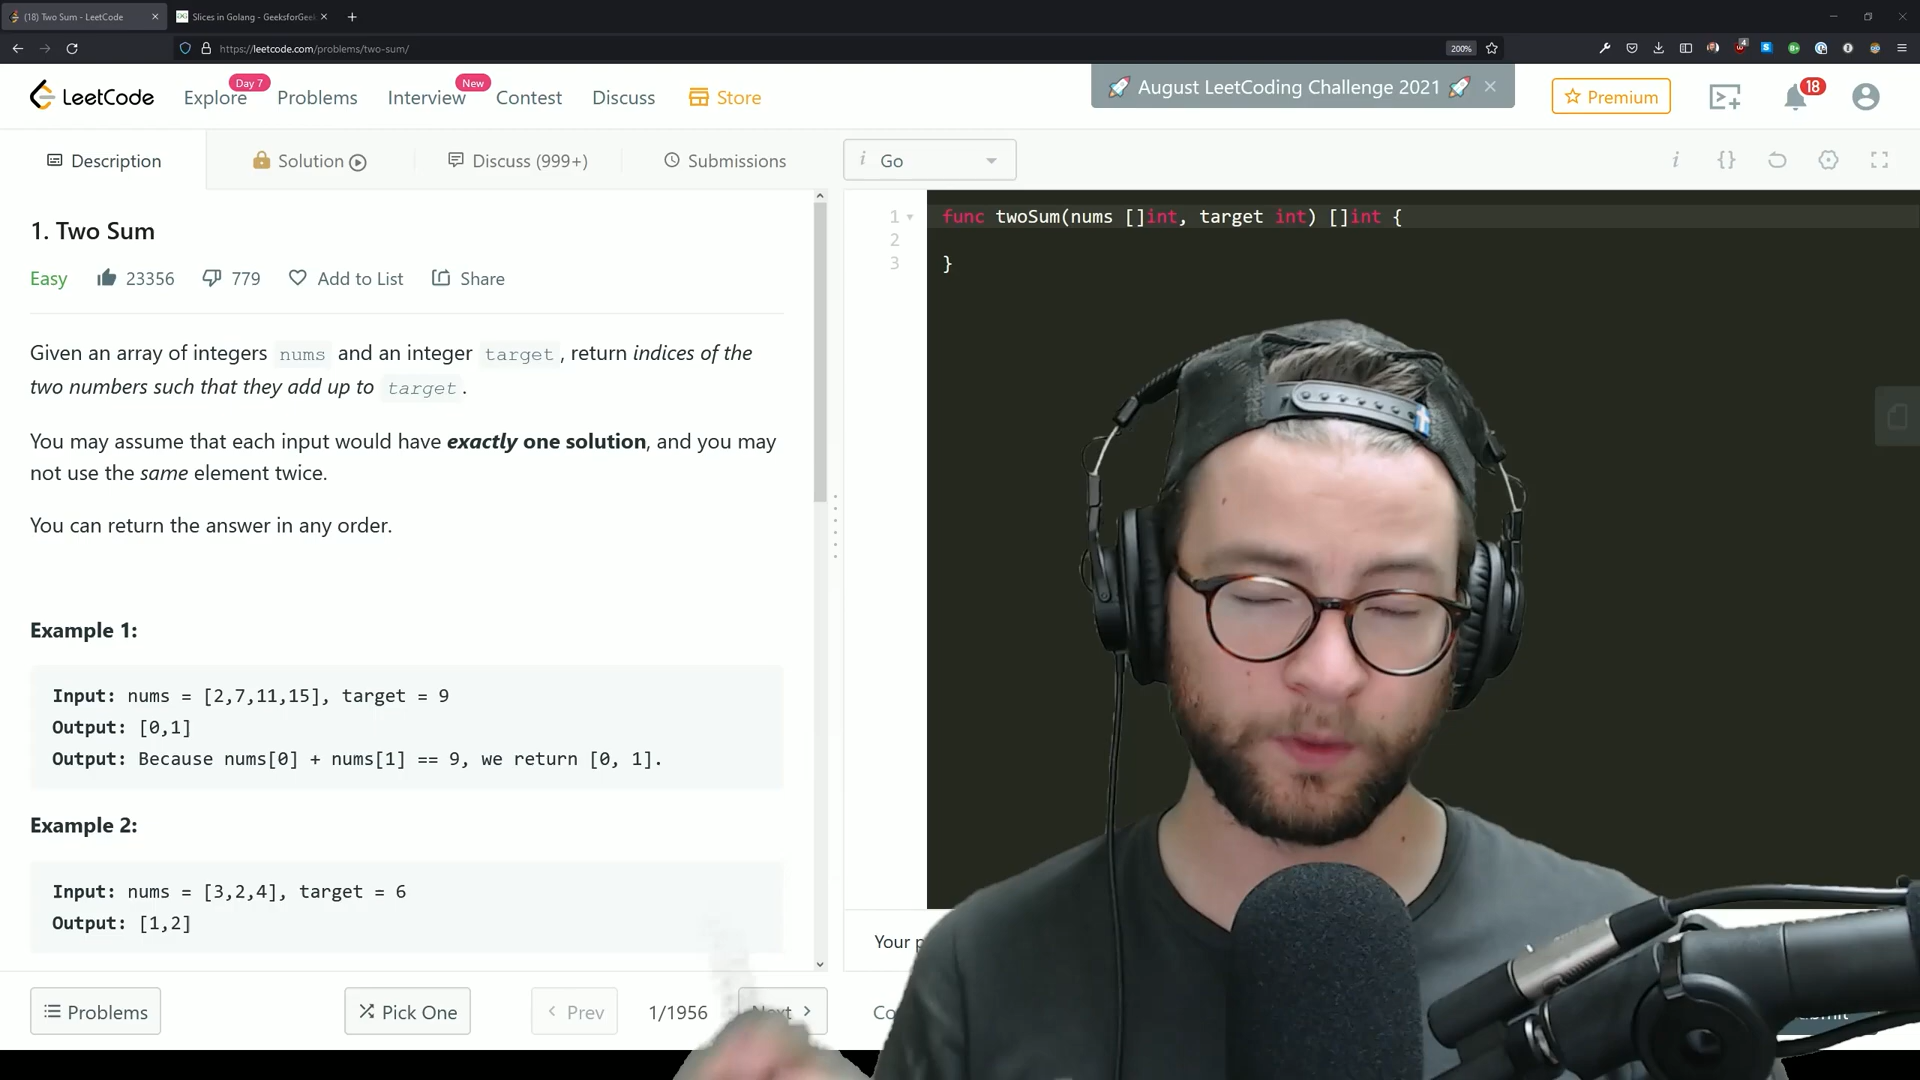 (18) Two Sum - LeetCode
Slices in Golang - GeeksforGeek
https://leetcode.com/problems/two-sum/
200%
4
LeetCode
Explore
Day 7
Problems
Interview
New
Contest
Discuss
Store
August LeetCoding Challenge 2021
Premium
18
Description
Solution
Discuss (999+)
Submissions
i Go
i {}
1. Two Sum
Easy
23356
779
Add to List
Share
Given an array of integers nums and an integer target, return indices of the
two numbers such that they add up to target.
You may assume that each input would have exactly one solution, and you may
not use the same element twice.
You can return the answer in any order.
Example 1:
Input: nums = [2,7,11,15], target = 9
Output: [0,1]
Output: Because nums[0] + nums[1] == 9, we return [0, 1].
Example 2:
Input: nums = [3,2,4], target = 6
Output: [1,2]
1 func twoSum(nums []int, target int) []int {
2
3 }
Your
Problems
Pick One
Prev
1/1956
Next
Co